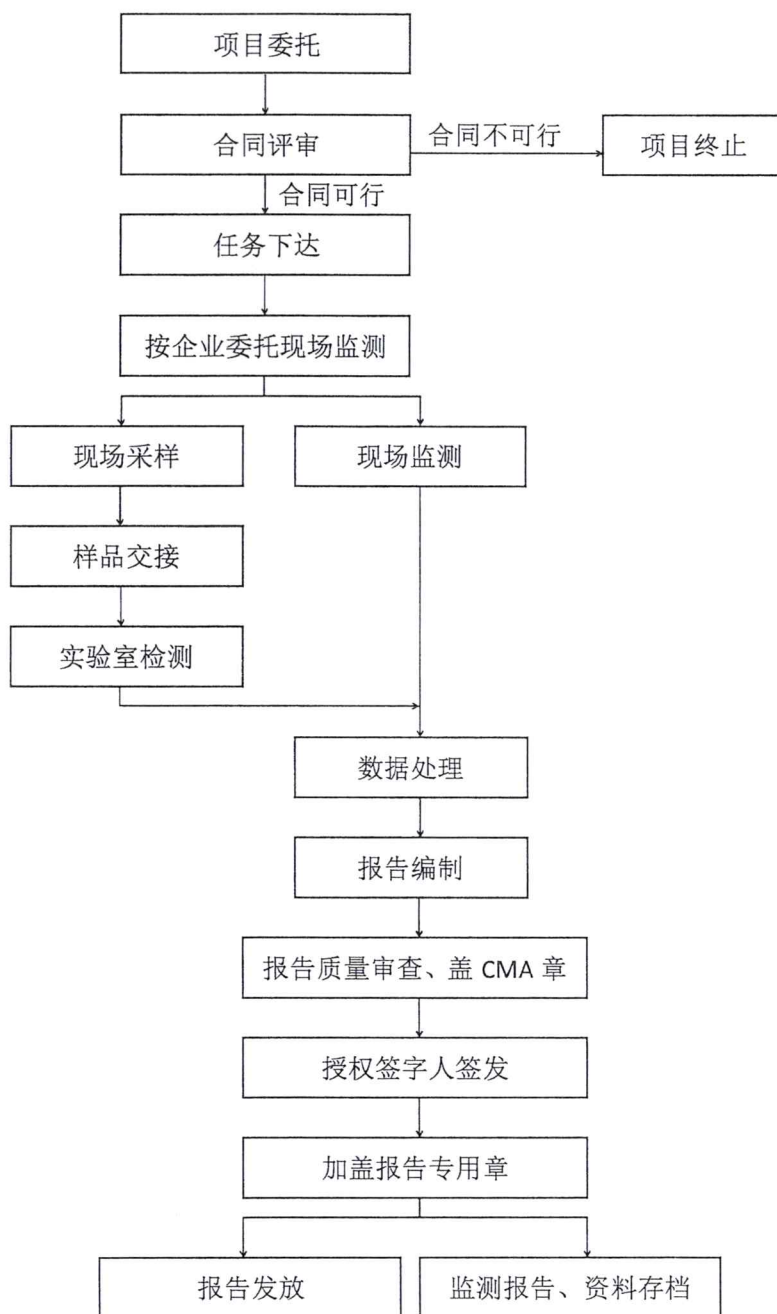 项目委托
合同评审
合同不可行
项目终止
合同可行
任务下达
按企业委托现场监测
现场采样
现场监测
样品交接
实验室检测
数据处理
报告编制
报告质量审查、盖 CMA 章
授权签字人签发
加盖报告专用章
报告发放
监测报告、资料存档